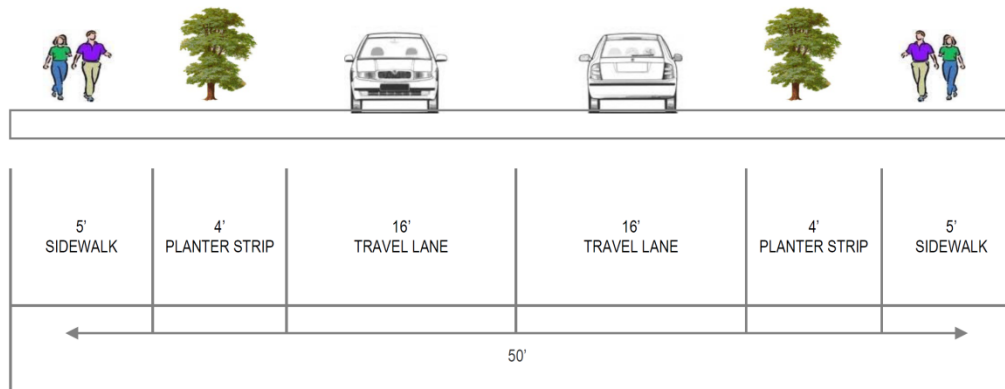 5'
SIDEWALK
4'
PLANTER STRIP
16'
TRAVEL LANE
16'
TRAVEL LANE
4'
PLANTER STRIP
5'
SIDEWALK
50'